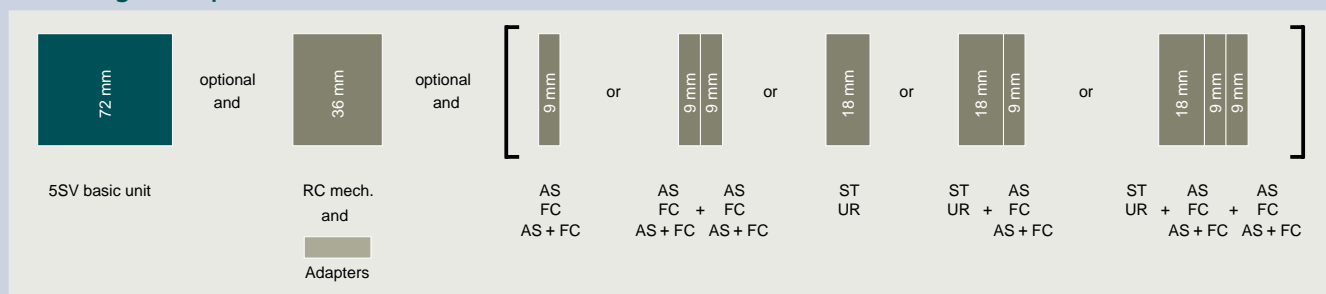 72 mm
optional
and
36 mm
optional
and
9 mm
or
9 mm
9 mm
or
18 mm
or
18 mm
9 mm
or
18 mm
9 mm
9 mm
5SV basic unit
RC mech.
and
Adapters
AS
FC
AS + FC
AS AS
FC + FC
AS + FC AS + FC
ST
UR
ST AS
UR + FC
AS + FC
ST AS AS
UR + FC + FC
AS + FC AS + FC